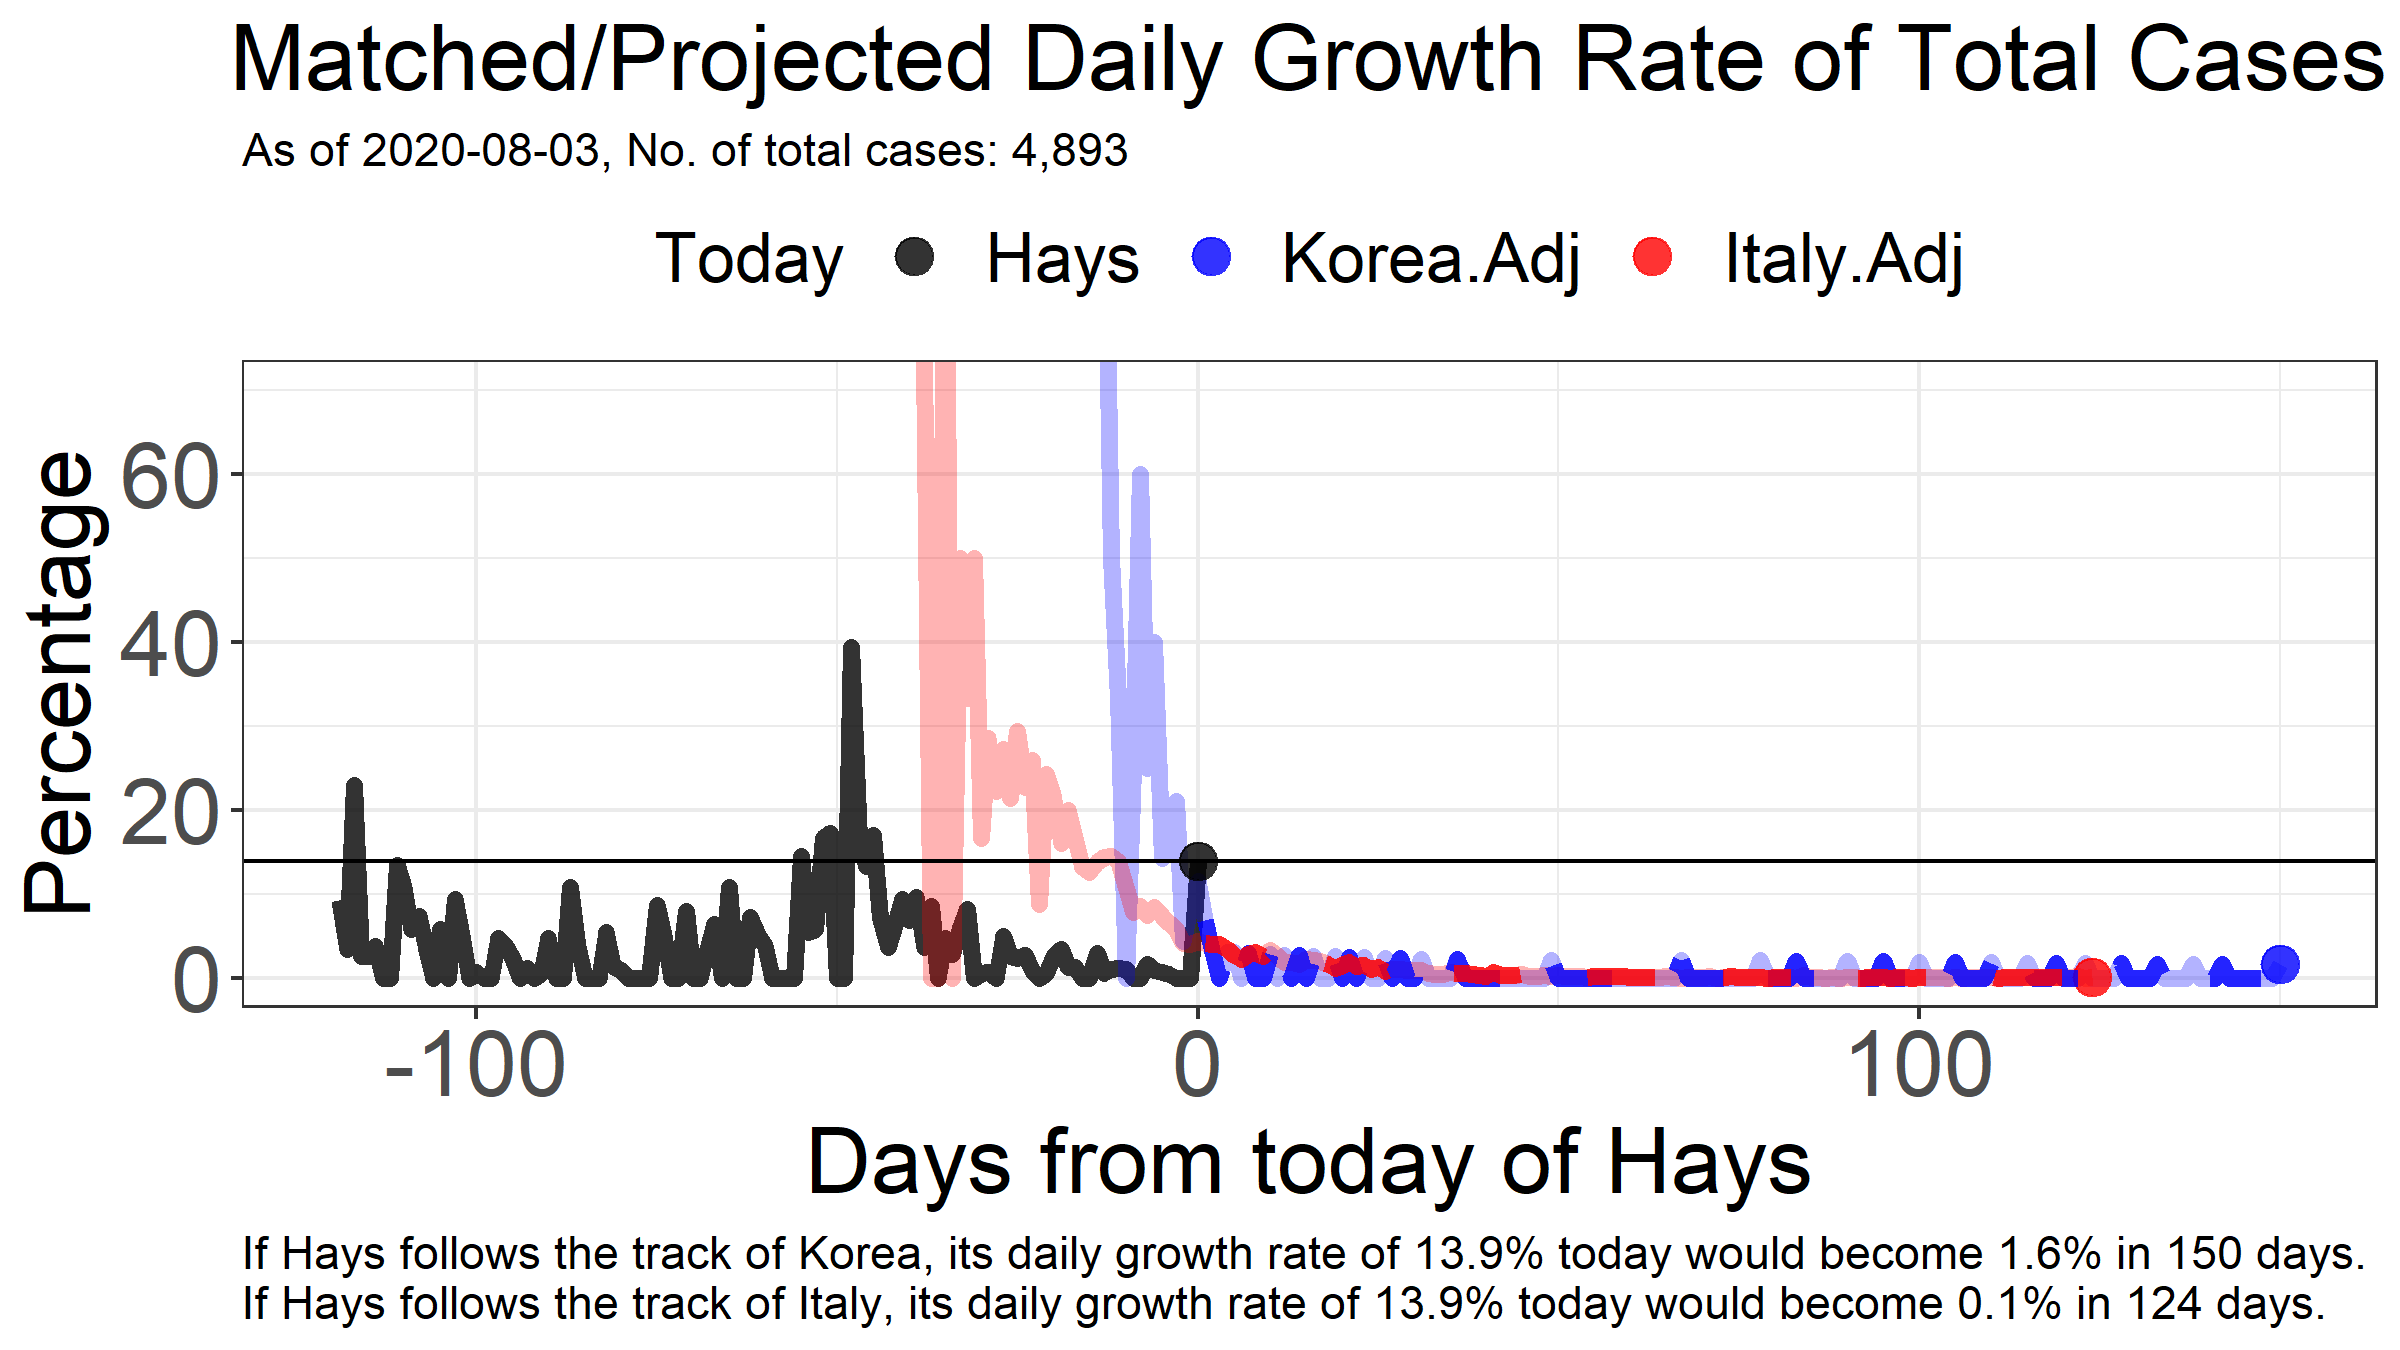 Matched/Projected Daily Growth Rate of Total Cases
As of 2020-08-03, No. of total cases: 4,893
Today Hays Korea.Adj Italy.Adj
Percentage
60
40
20
0
-100 0 100
Days from today of Hays
If Hays follows the track of Korea, its daily growth rate of 13.9% today would become 1.6% in 150 days.
If Hays follows the track of Italy, its daily growth rate of 13.9% today would become 0.1% in 124 days.